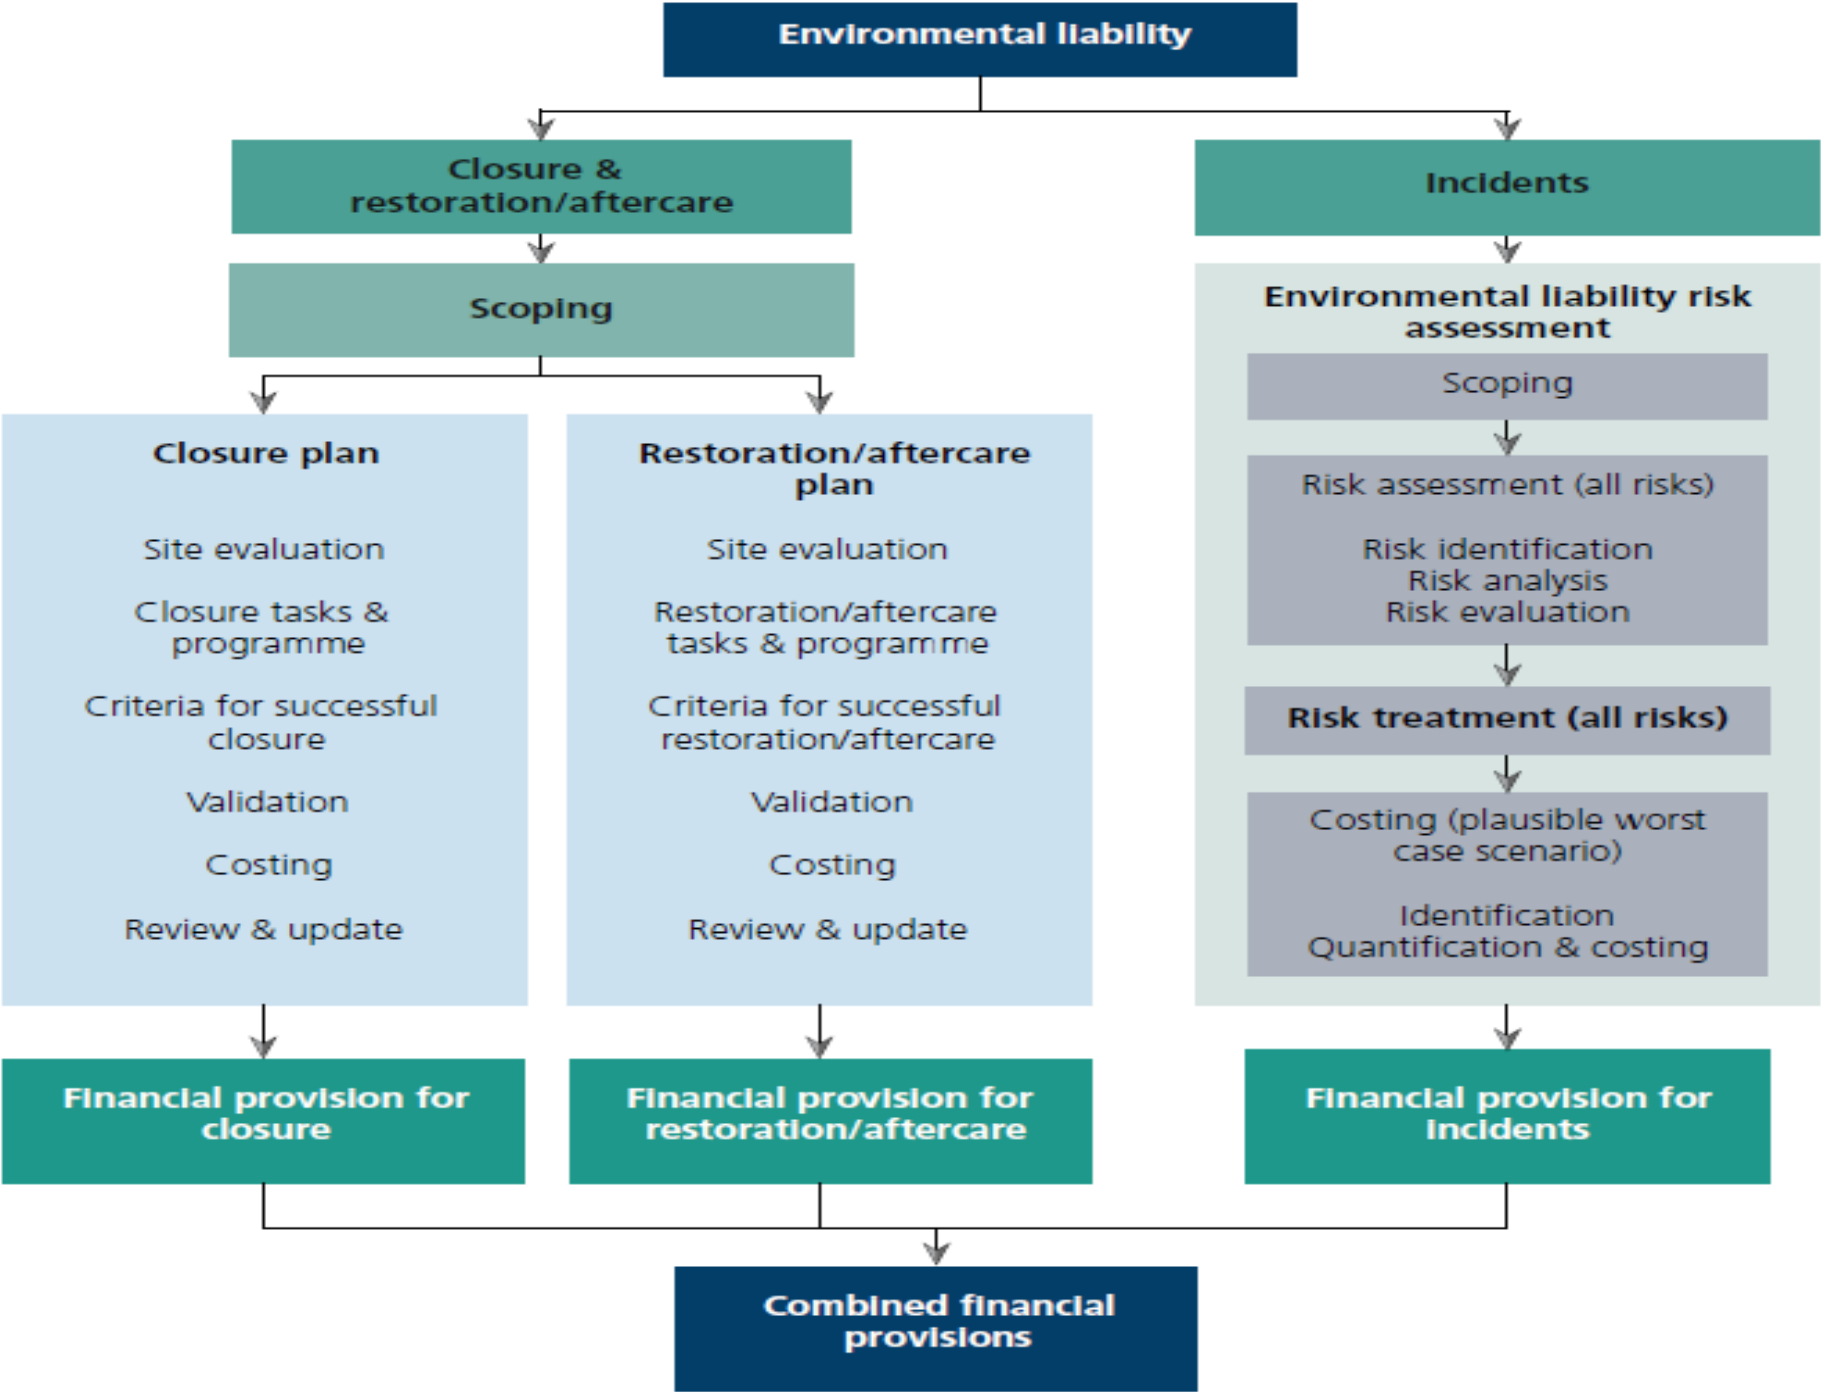 Environmental liability
Closure &
restoration/aftercare
Incidents
Scoping
Closure plan
Site evaluation
Closure tasks &
programme
Criteria for successful
closure
Validation
Costing
Review & update
Restoration/aftercare
plan
Site evaluation
Restoration/aftercare
tasks & programme
Criteria for successful
restoration/aftercare
Validation
Costing
Review & update
Environmental liability risk
assessment
Scoping
Risk assessment (all risks)
Risk identification
Risk analysis
Risk evaluation
Risk treatment (all risks)
Costing (plausible worst
case scenario)
Identification
Quantification & costing
Financial provision for
closure
Financial provision for
restoration/aftercare
Financial provision for
incidents
Combined financial
provisions